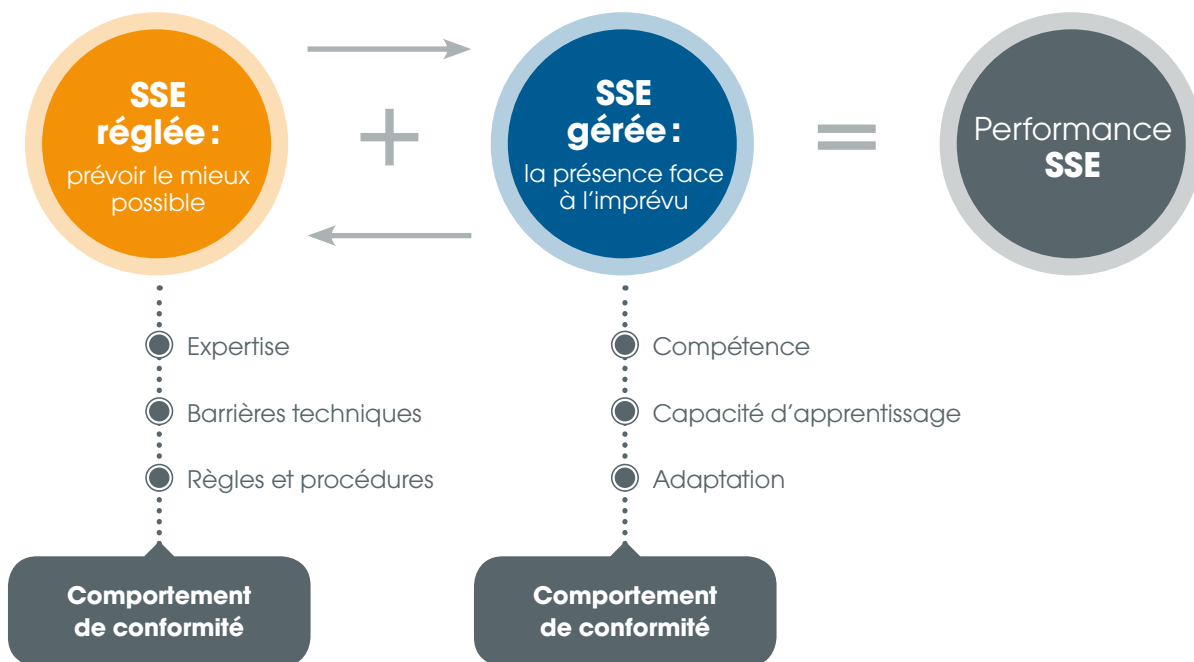 SSE
réglée :
prévoir le mieux
possible
+
SSE
gérée :
la présence face
à l’imprévu
=
Performance
SSE
Expertise
Barrières techniques
Règles et procédures
Comportement
de conformité
Compétence
Capacité d’apprentissage
Adaptation
Comportement
de conformité